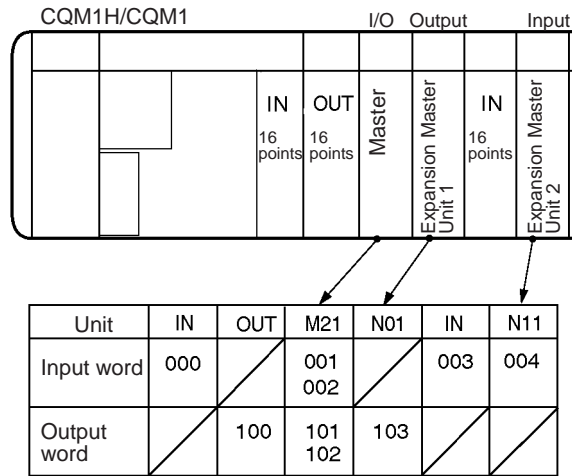 CQM1H/CQM1
I/O Output Input
IN
16
points
OUT
16
points
Master
Expansion Master
Unit 1
IN
16
points
Expansion Master
Unit 2
Unit IN OUT M21 N01 IN N11
Input word 000 001 003 004
002
Output 100 101 103
word 102